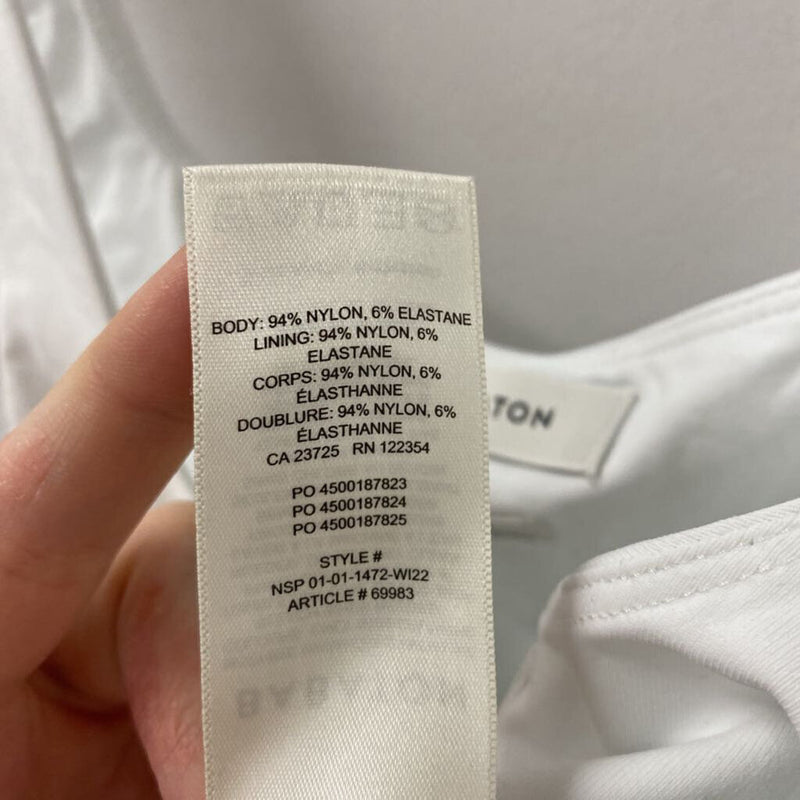 BODY: 94% NYLON, 6% ELASTANE
LINING: 94% NYLON, 6%
ELASTANE
CORPS: 94% NYLON, 6%
ÉLASTHANNE
DOUBLURE: 94% NYLON, 6%
ÉLASTHANNE
CA 23725 RN 122354
PO 4500187823
PO 4500187824
PO 4500187825
STYLE #
NSP 01-01-1472-WI22
ARTICLE # 69983
TON